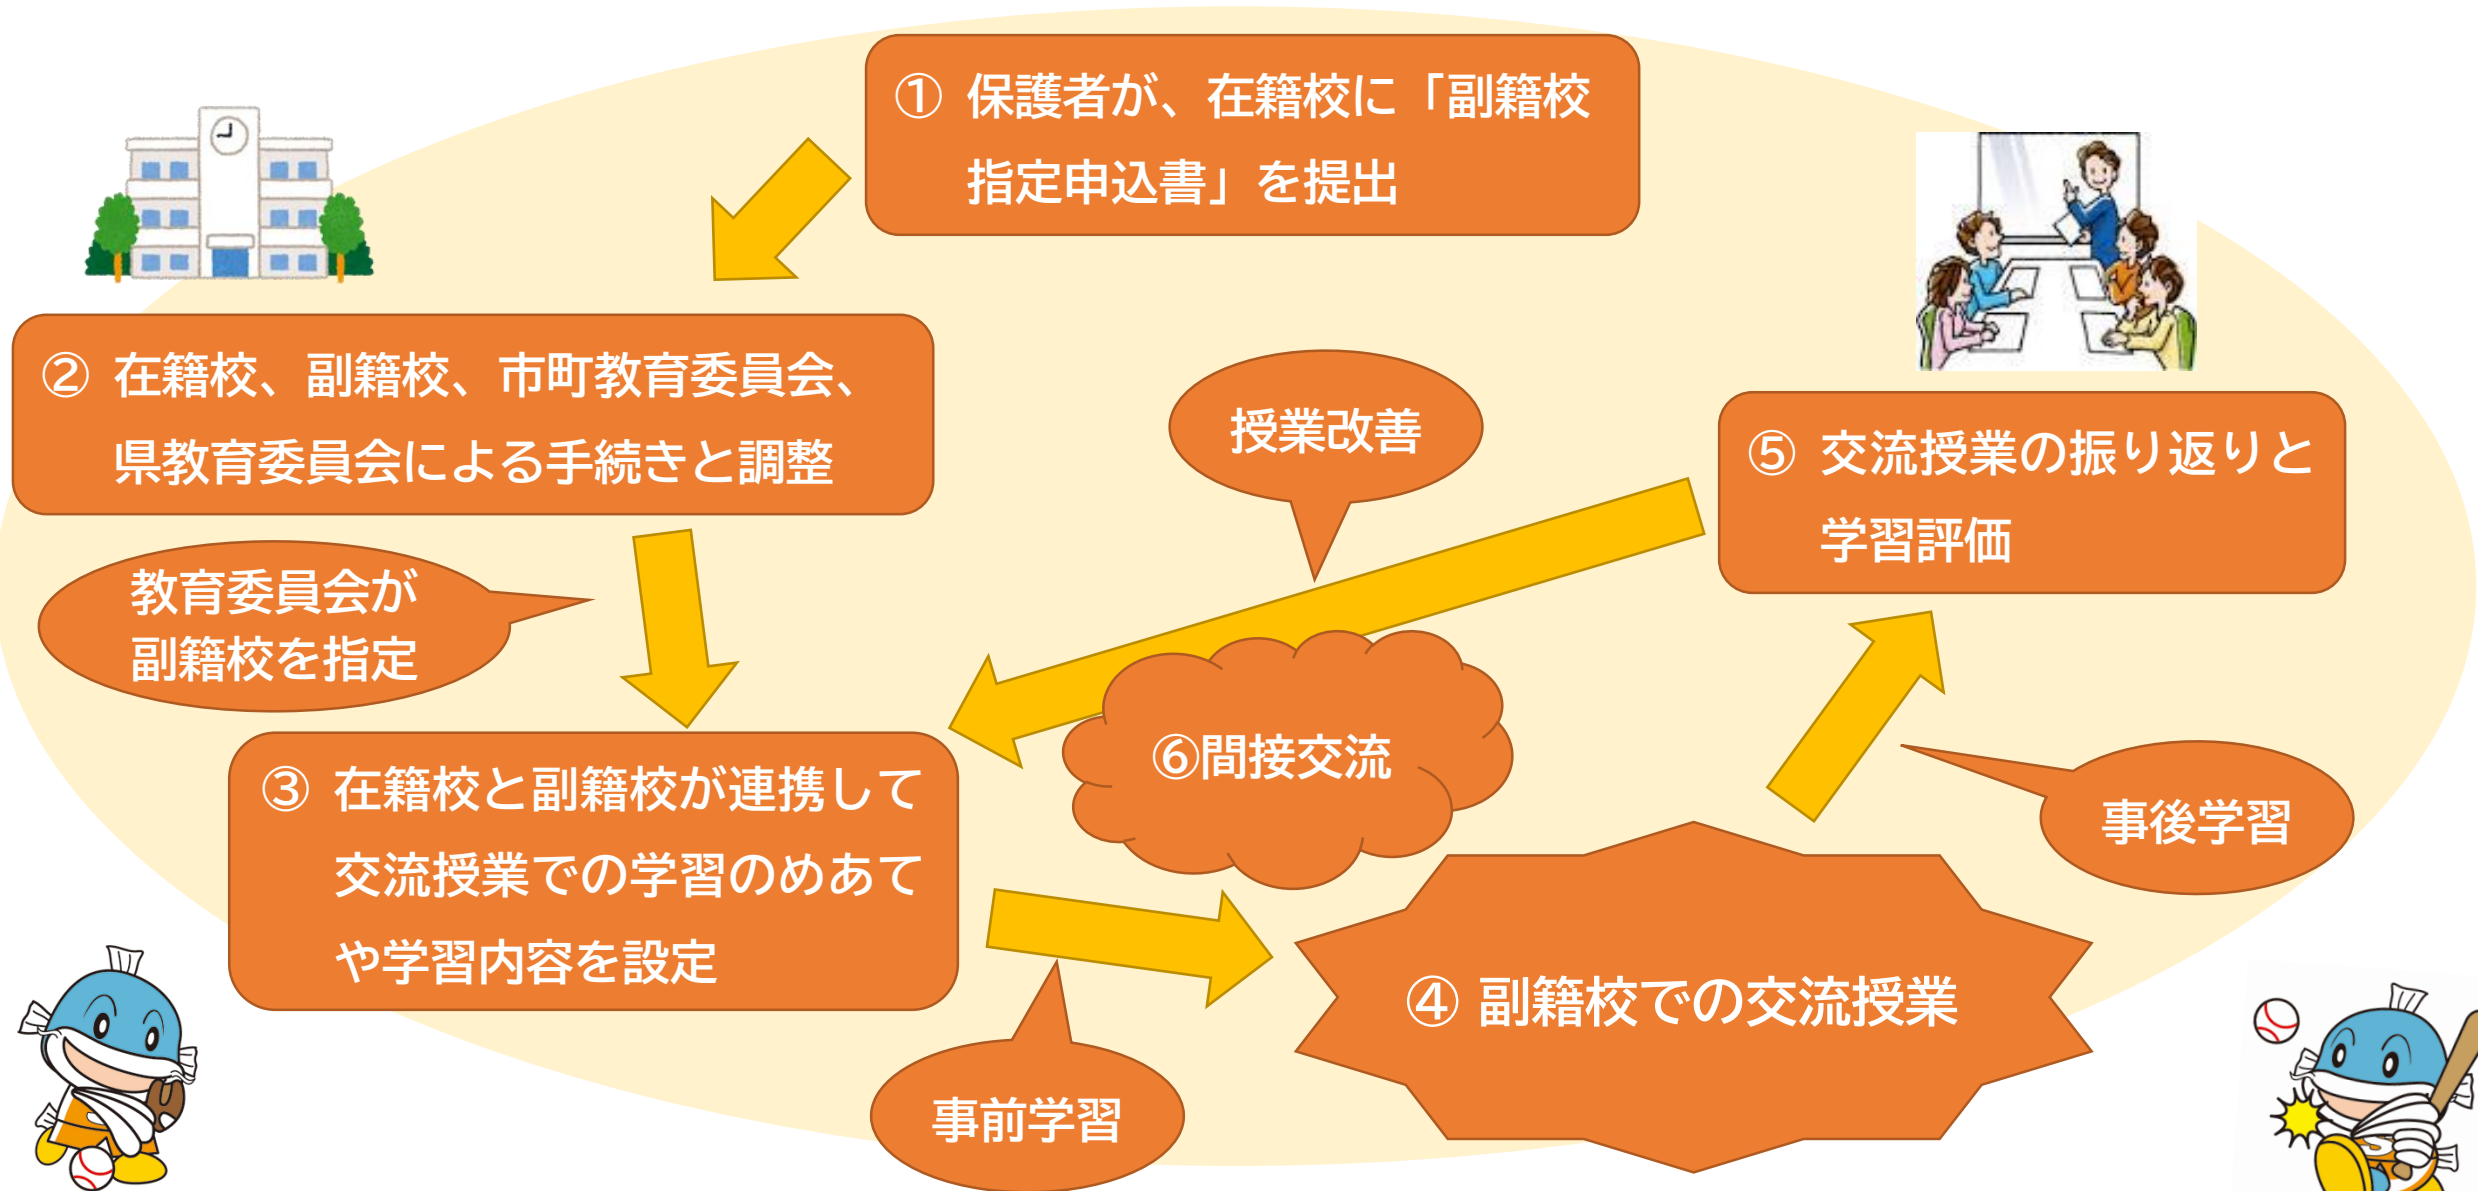 ① 保護者が、在籍校に「副籍校
指定申込書」を提出
② 在籍校、副籍校、市町教育委員会、
県教育委員会による手続きと調整
教育委員会が
副籍校を指定
③ 在籍校と副籍校が連携して
交流授業での学習のめあて
や学習内容を設定
事前学習
④ 副籍校での交流授業
事後学習
⑤ 交流授業の振り返りと
学習評価
授業改善
⑥間接交流